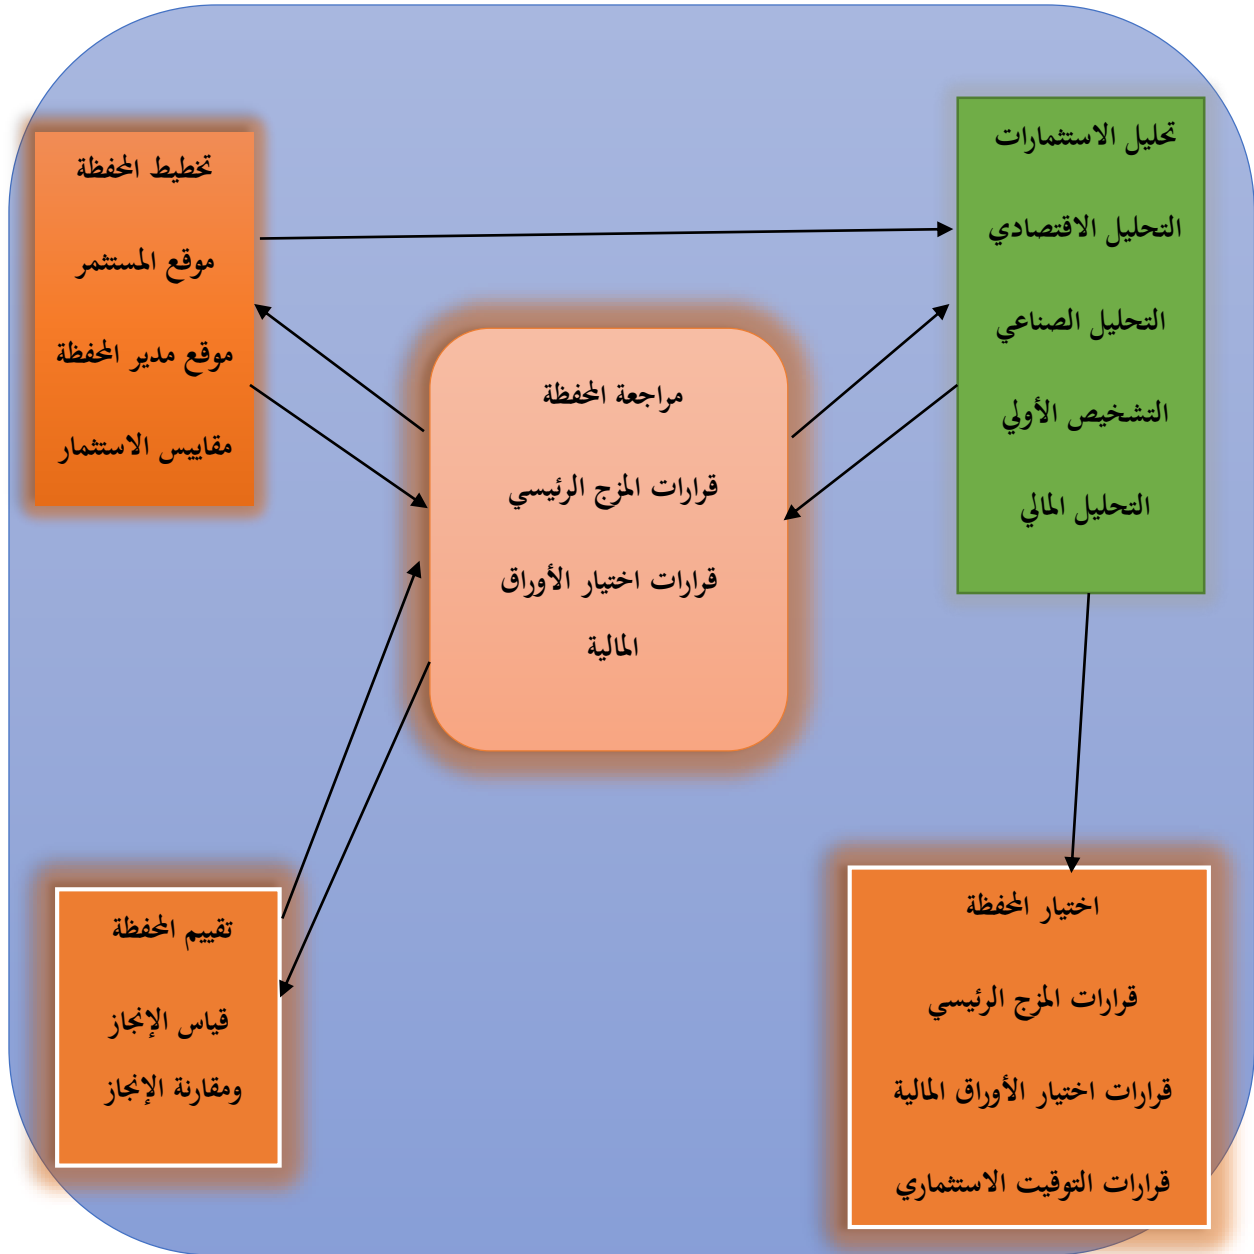 تحليل الاستثمارات
التحليل الاقتصادي
التحليل الصناعي
التشخيص الأولي
التحليل المالي
تخطيط المحفظة
موقع المستثمر
موقع مدير المحفظة
مقاييس الاستثمار
مراجعة المحفظة
قرارات المزج الرئيسي
قرارات اختيار الأوراق
المالية
اختيار المحفظة
قرارات المزج الرئيسي
قرارات اختيار الأوراق المالية
قرارات التوقيت الاستثماري
تقييم المحفظة
قياس الإنجاز
ومقارنة الإنجاز